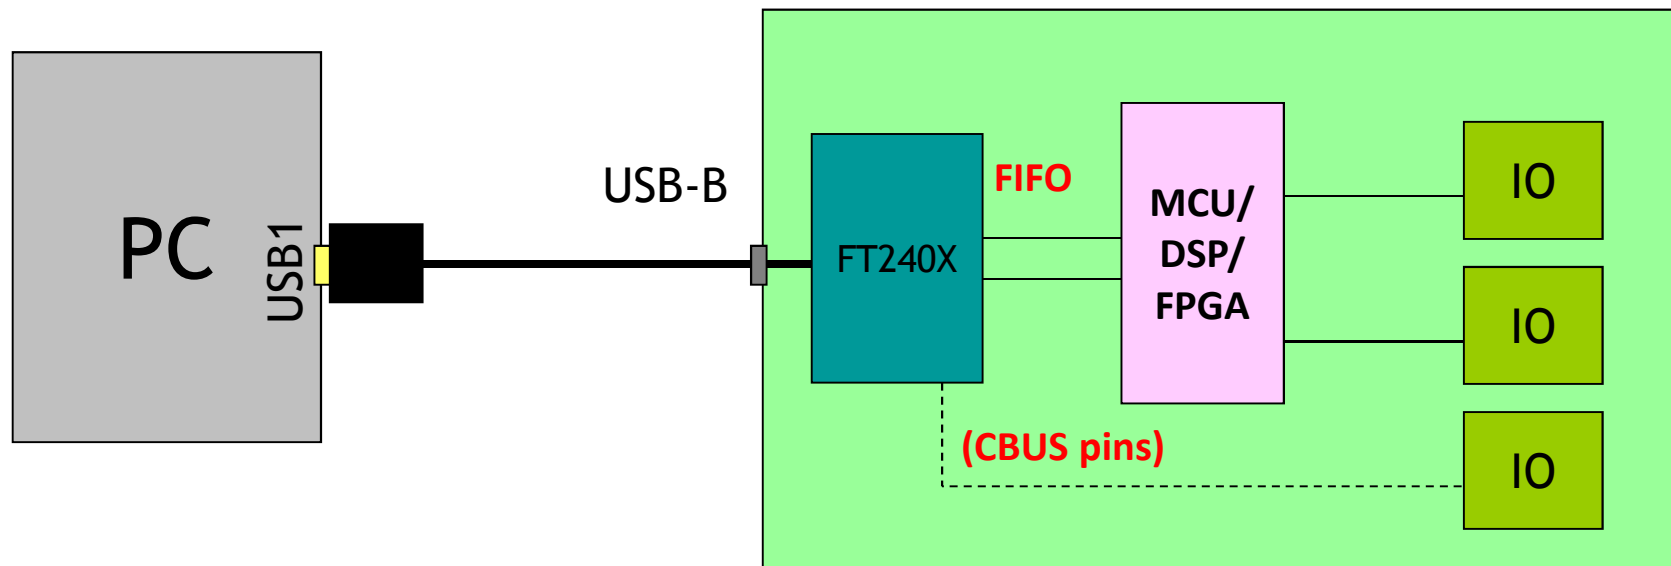 PC
USB1
USB-B
FT240X
FIFO
MCU/
DSP/
FPGA
IO
IO
(CBUS pins)
IO